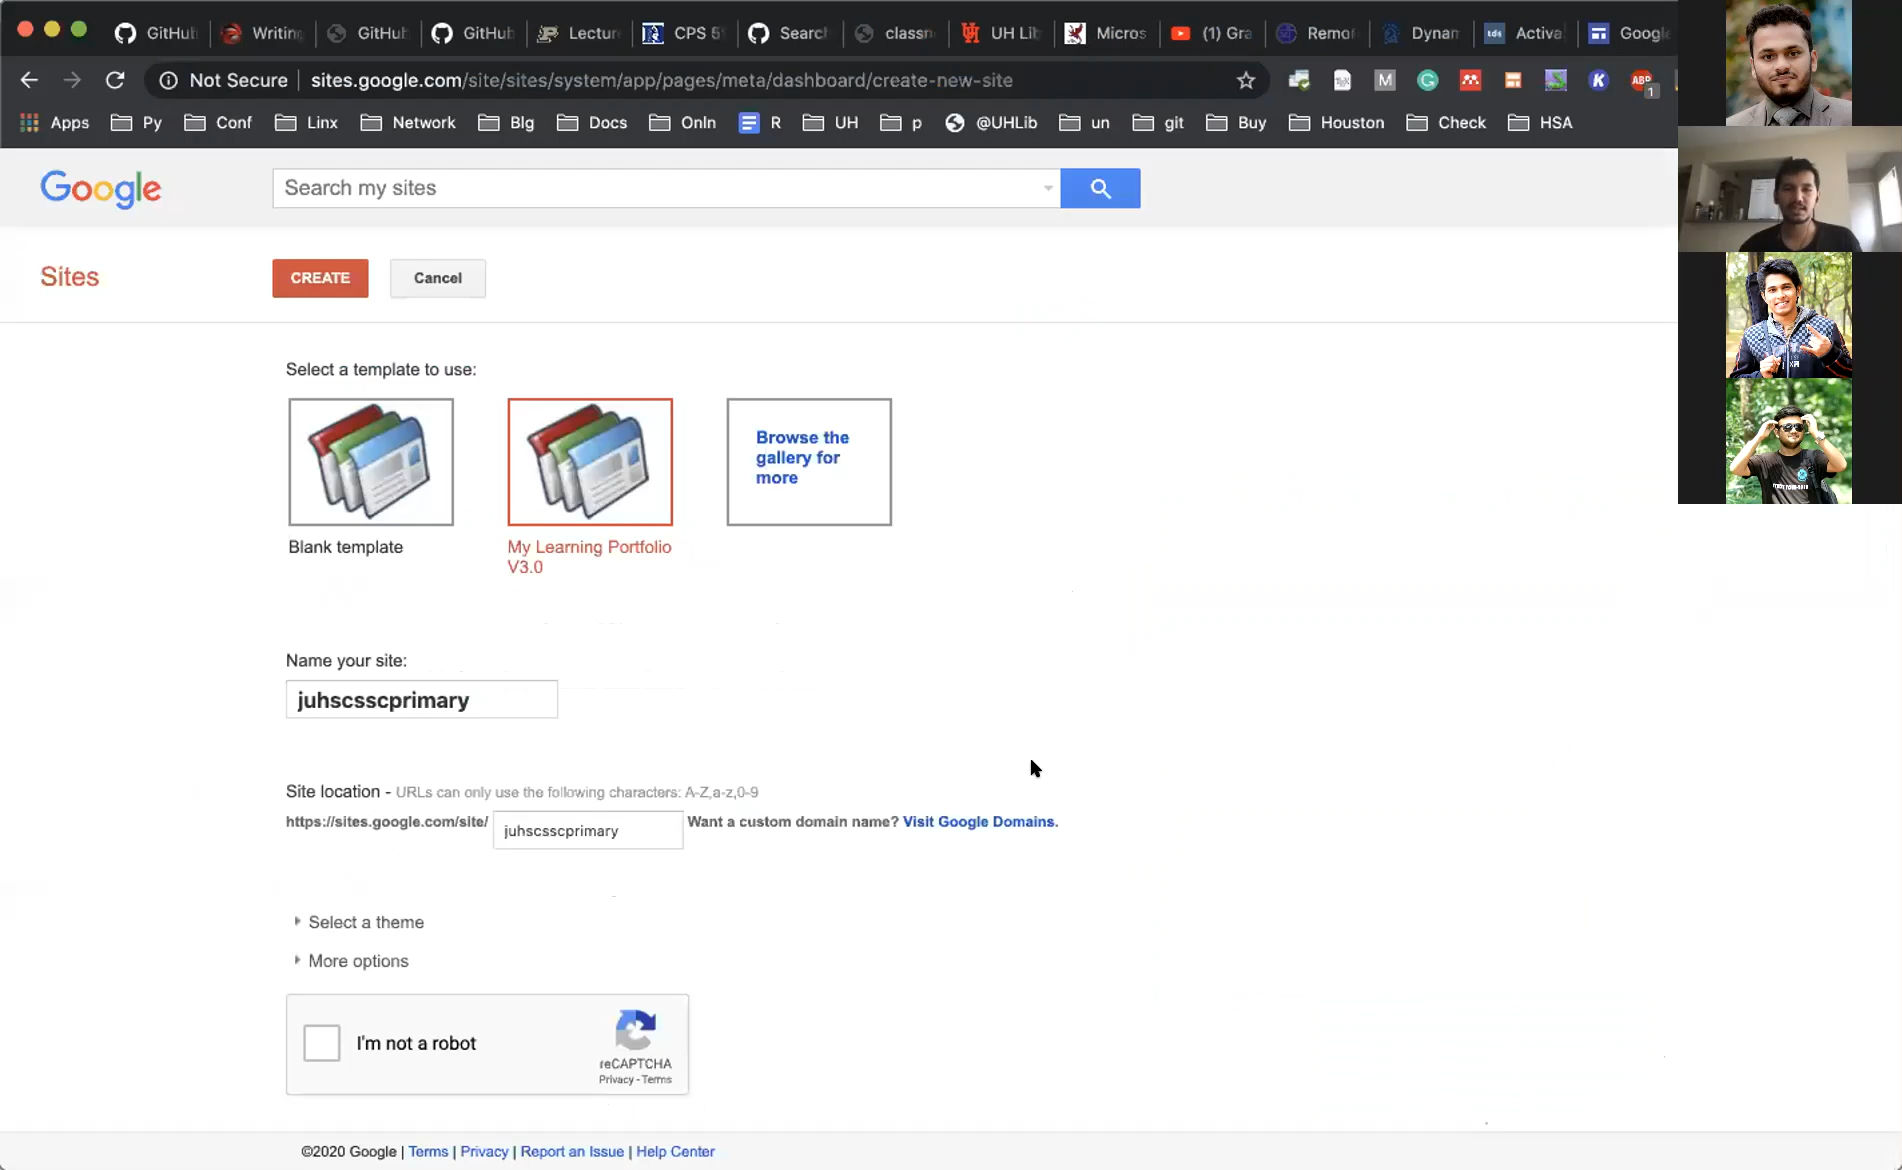 GitHub Writing GitHub GitHub Lectur CPS 5 Search classr UH Lib Micros (1) Gra Remo Dynam tds Activa Google
Not Secure sites.google.com/site/sites/system/app/pages/meta/dashboard/create-new-site M ABP 1
Apps Py Conf Linx Network Blg Docs Onln R UH p @UHLib un git Buy Houston Check HSA
Google Search my sites
Sites CREATE Cancel
Select a template to use:
Browse the
gallery for
more
Blank template My Learning Portfolio
V3.0
Name your site:
juhscsscprimary
Site location - URLs can only use the following characters: A-Z,a-z,0-9
https://sites.google.com/site/ juhscsscprimary Want a custom domain name? Visit Google Domains.
Select a theme
More options
I'm not a robot
reCAPTCHA
Privacy - Terms
©2020 Google | Terms | Privacy | Report an Issue | Help Center